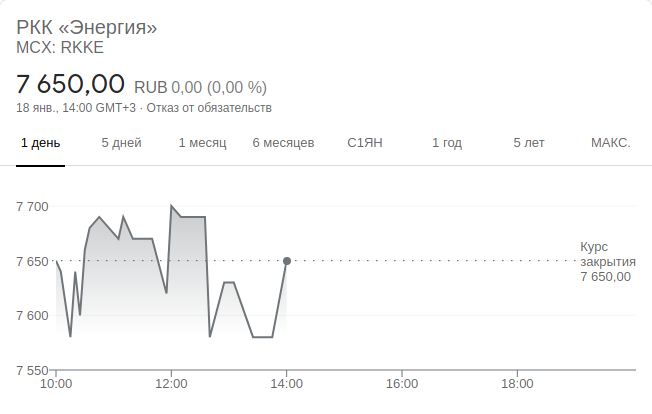 РКК «Энергия»
MCX: RKKE
7 650,00 RUB 0,00 (0,00 %)
18 янв., 14:00 GMT+3 · Отказ от обязательств
1 день 5 дней 1 месяц 6 месяцев С1ЯН 1 год 5 лет МАКС.
7 700
7 650
7 600
7 550
Курс
закрытия
7 650,00
10:00 12:00 14:00 16:00 18:00